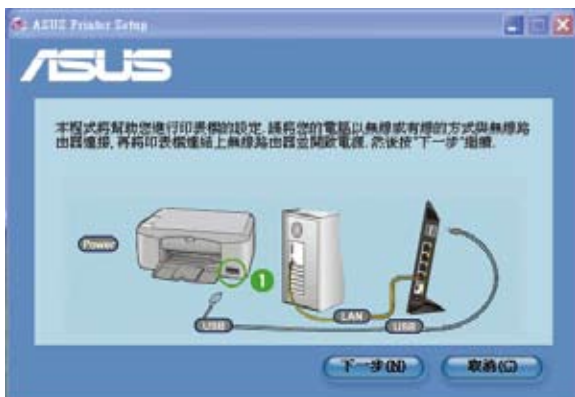 ASUS Printer Setup
ASUS
本程式將幫助您進行印表機的設定. 請將您的電腦以無線或有線的方式與無線路
由器連接, 再將印表機連結上無線路由器並開啟電源. 然後按"下一步"繼續.
Power
1
USB
LAN
USB
下一步(N)
取消(C)